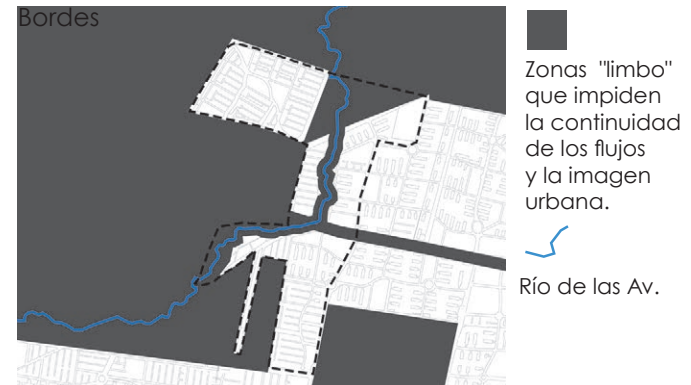 Bordes
Zonas "limbo"
que impiden
la continuidad
de los flujos
y la imagen
urbana.
Río de las Av.